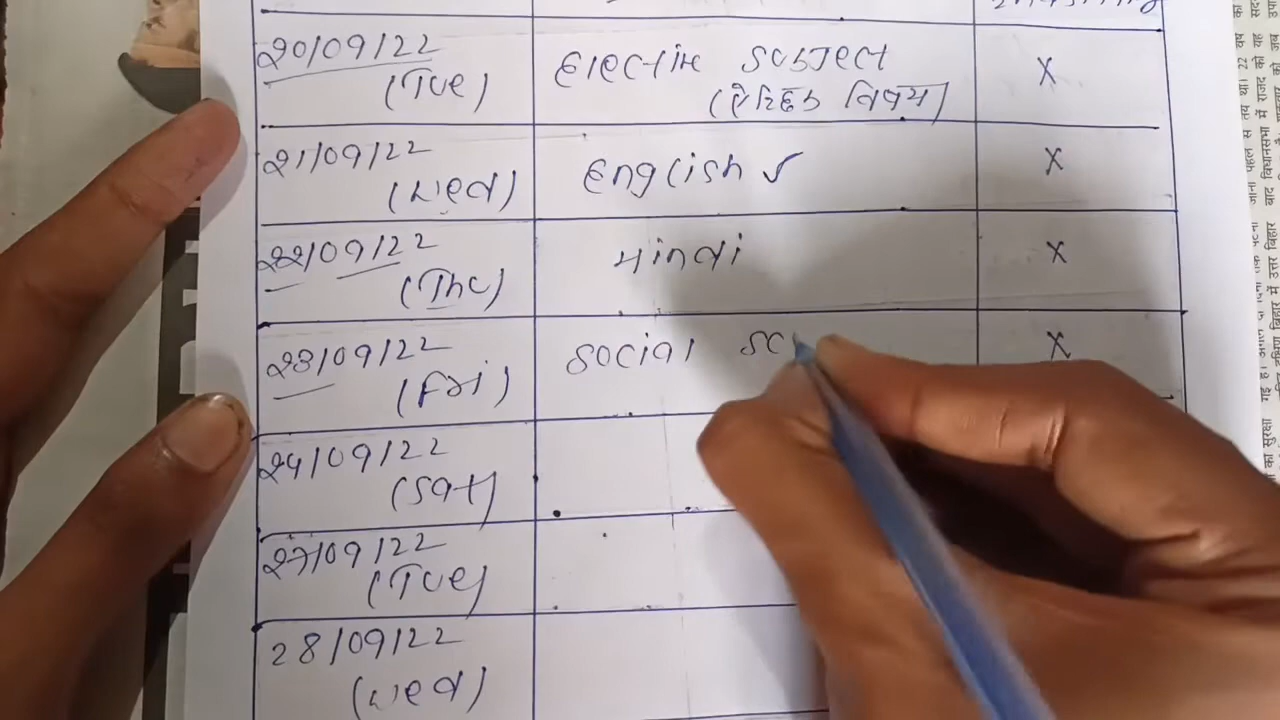 20/09/22
(Tue)
Elective Subject
(ऐच्छिक विषय)
X
21/09/22
(Wed)
English ✓
X
22/09/22
(Thu)
Hindi
X
23/09/22
(Fri)
Social Sc
X
24/09/22
(Sat)
27/09/22
(Tue)
28/09/22
(Wed)